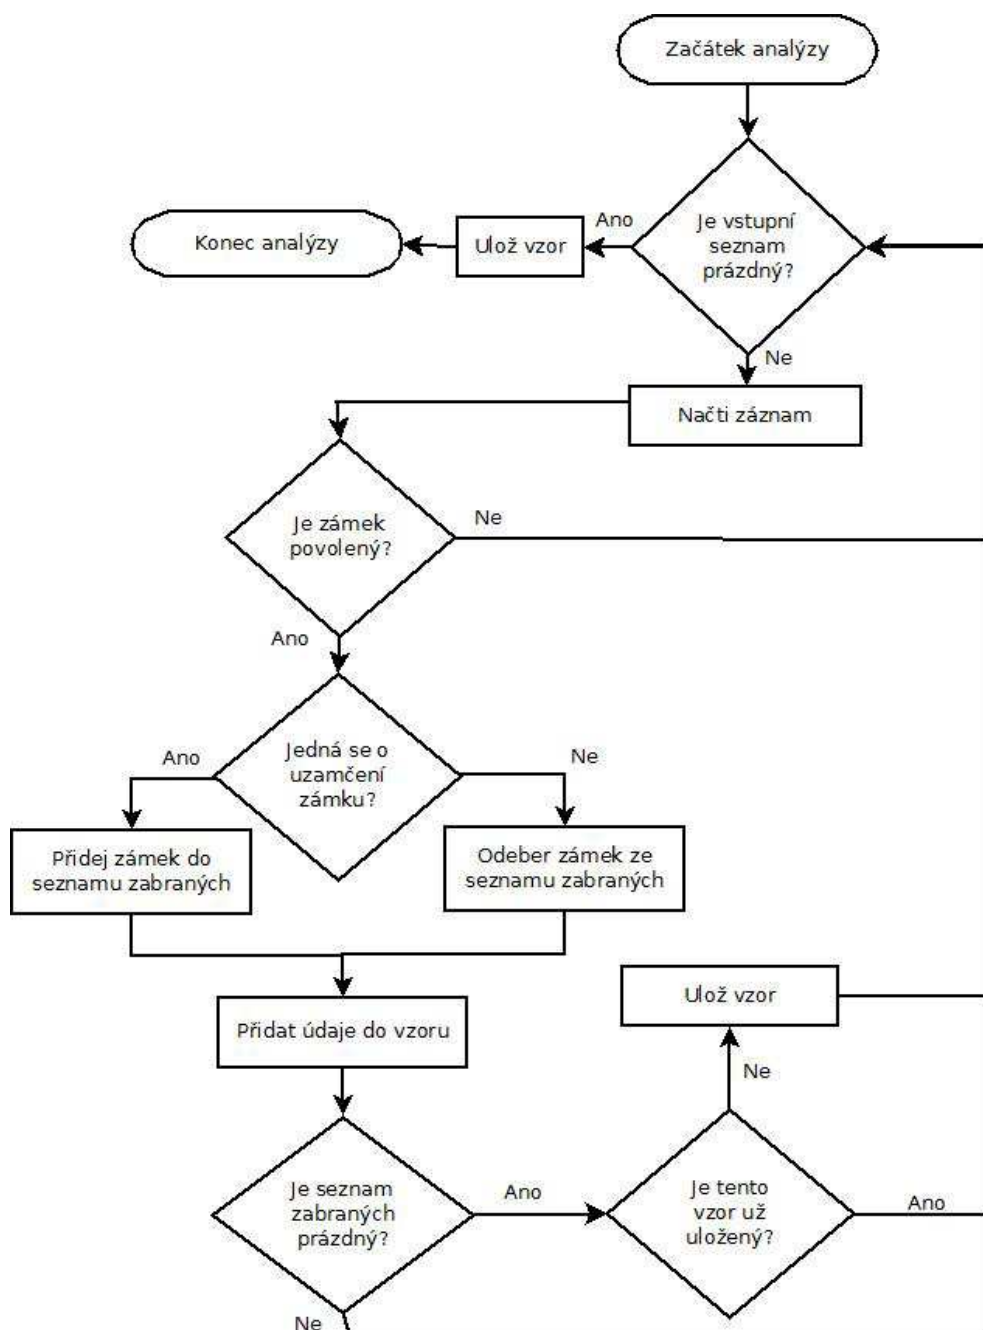 Začátek analýzy
Je vstupní
seznam
prázdný?
Ano
Ulož vzor
Konec analýzy
Ne
Načti záznam
Je zámek
povolený?
Ne
Ano
Jedná se o
uzamčení
zámku?
Ano
Ne
Přidej zámek do
seznamu zabraných
Odeber zámek ze
seznamu zabraných
Přidat údaje do vzoru
Ulož vzor
Ne
Je seznam
zabraných
prázdný?
Ano
Je tento
vzor už
uložený?
Ano
Ne